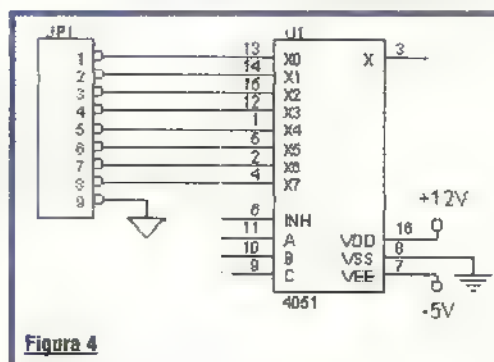 JP1 U1
1 13 X0 X 3
2 14 X1
3 15 X2
4 12 X3
5 1 X4
6 5 X5
7 2 X6
8 4 X7
9
+12V
6 INH
11 A VDD 16
10 B VSS 8
9 C VEE 7
4051 -5V
Figura 4